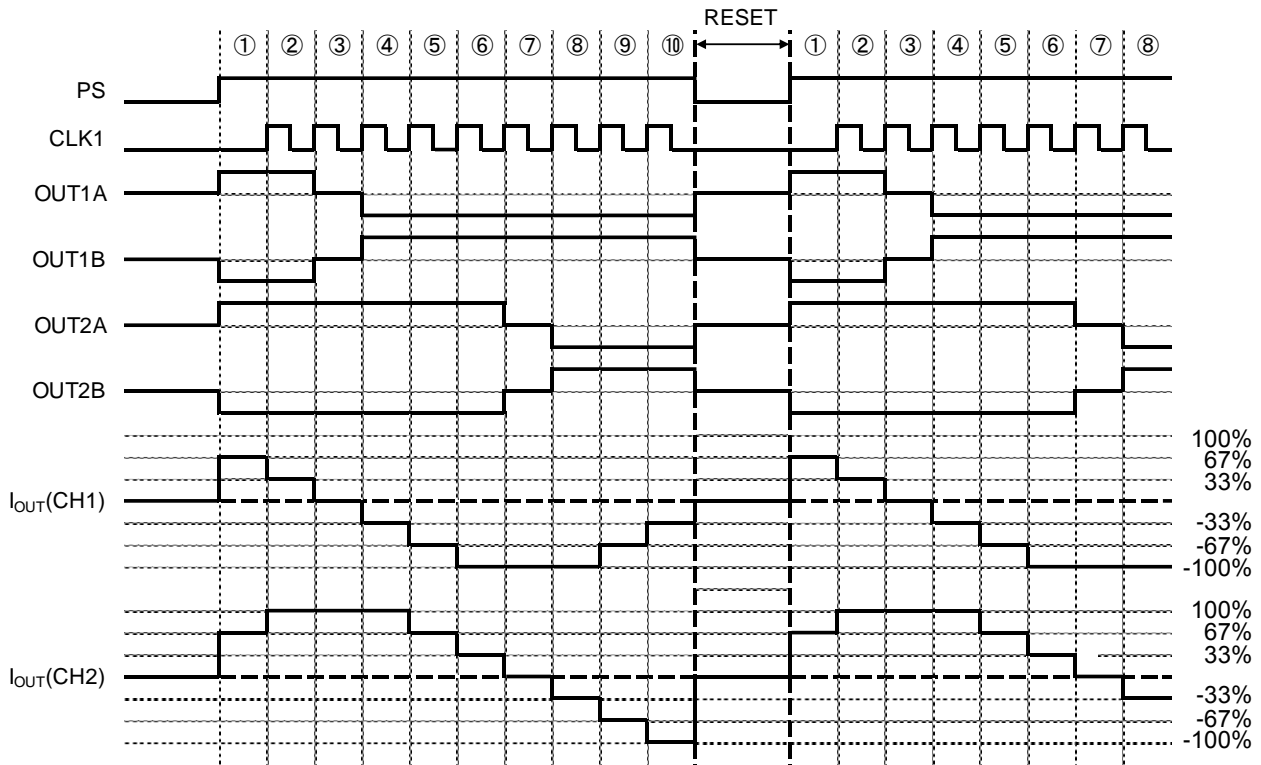 RESET
① ② ③ ④ ⑤ ⑥ ⑦ ⑧ ⑨ ⑩ ① ② ③ ④ ⑤ ⑥ ⑦ ⑧
PS
CLK1
OUT1A
OUT1B
OUT2A
OUT2B
100%
67%
33%
IOUT(CH1)
-33%
-67%
-100%
100%
67%
33%
IOUT(CH2)
-33%
-67%
-100%